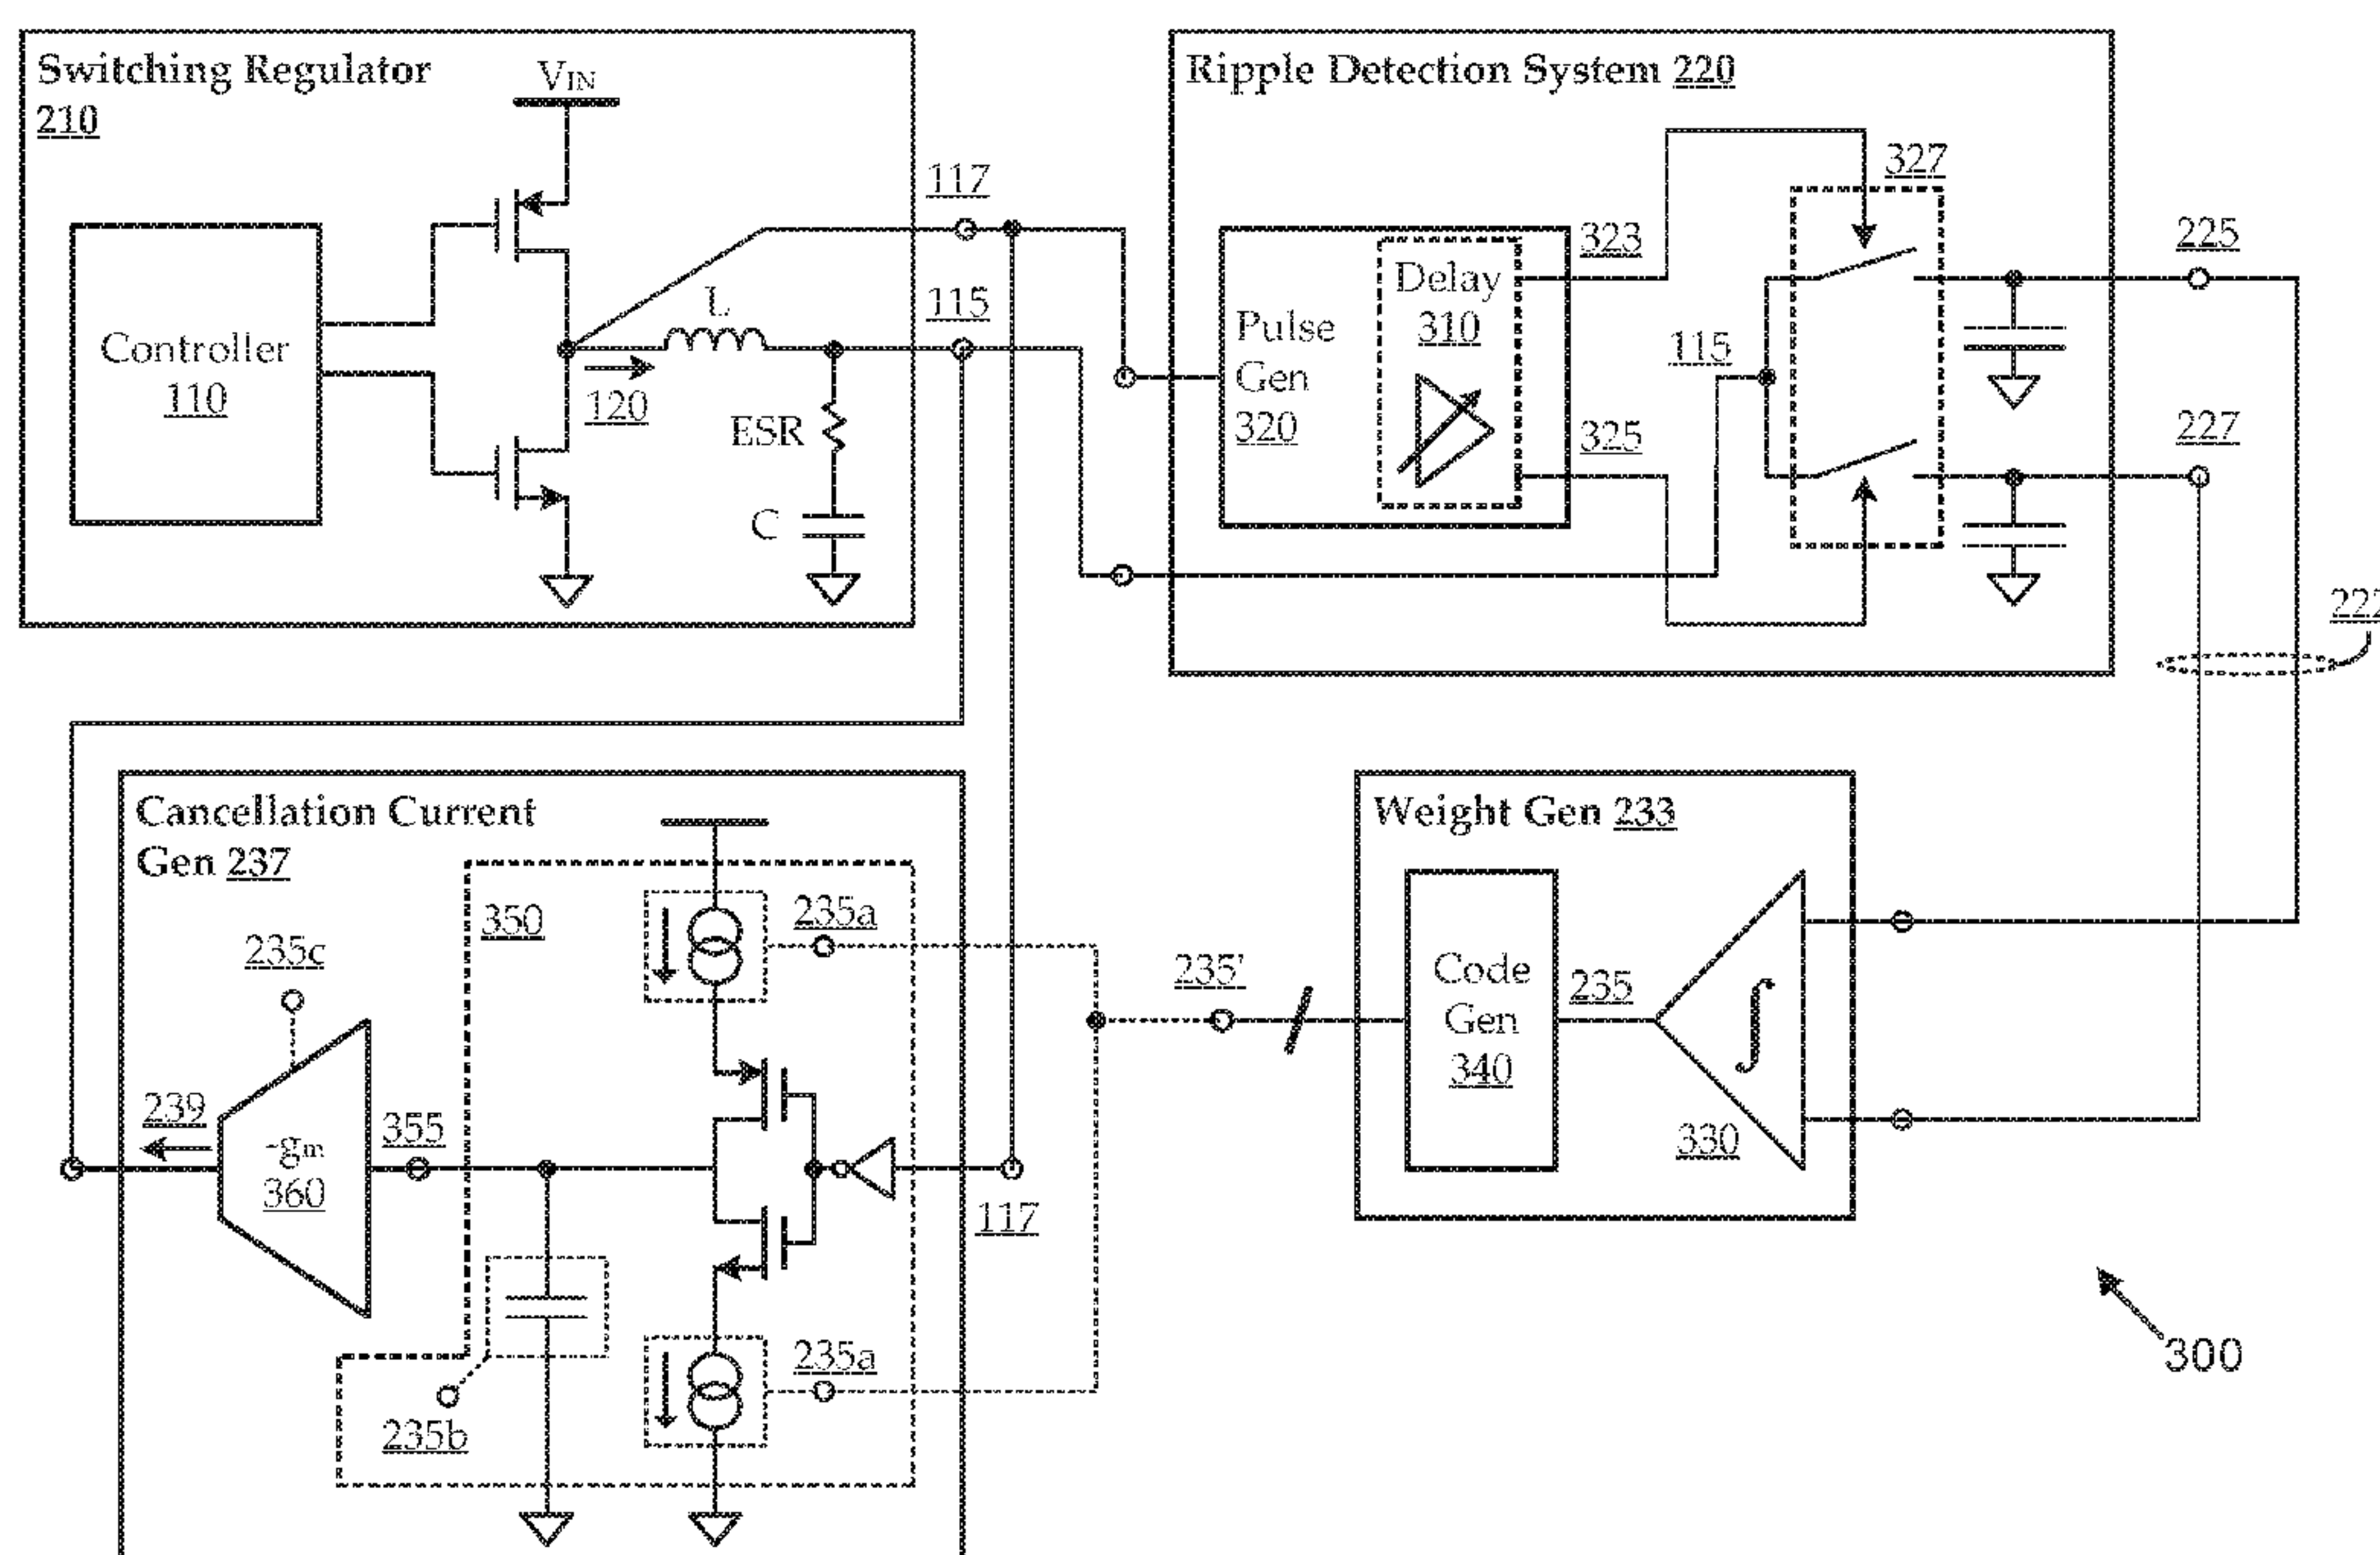 Switching Regulator
210
VIN
Controller
110
L
120
ESR
C
117
115
Ripple Detection System 220
Pulse
Gen
320
Delay
310
323
325
327
115
225
227
222
Cancellation Current
Gen 237
350
235a
235c
239
-gm
360
355
117
235b
235a
Weight Gen 233
235'
Code
Gen
340
235
330
∫
300